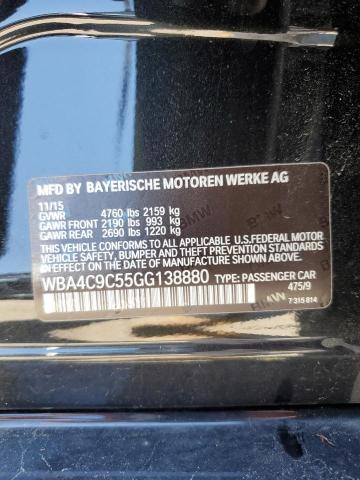 MFD BY BAYERISCHE MOTOREN WERKE AG
11/15
GVWR 4760 lbs 2159 kg
GAWR FRONT 2190 lbs 993 kg
GAWR REAR 2690 lbs 1220 kg
THIS VEHICLE CONFORMS TO ALL APPLICABLE U.S.FEDERAL MOTOR
VEHICLE SAFETY, BUMPER, AND THEFT PREVENTION STANDARDS
IN EFFECT ON THE DATE OF MANUFACTURE SHOWN ABOVE.
WBA4C9C55GG138880 TYPE: PASSENGER CAR
475/9
7 315 814
BMW